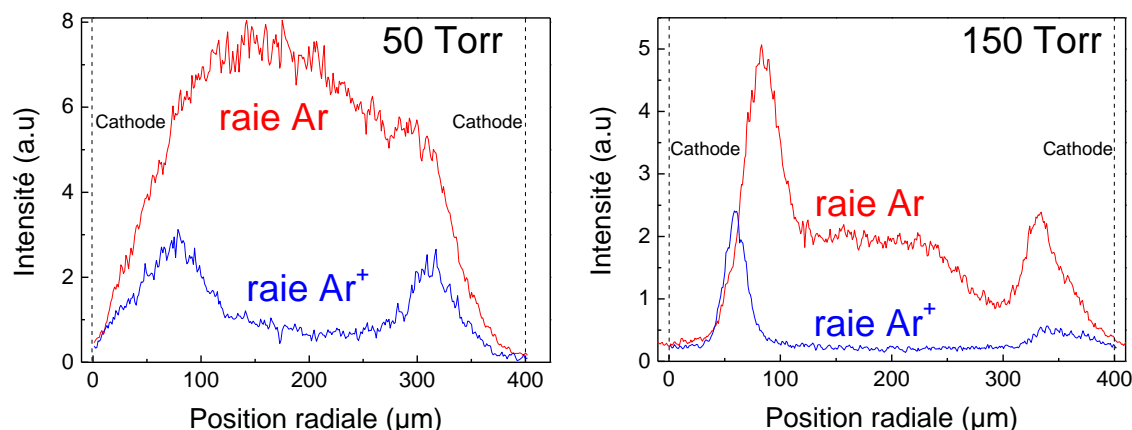 50 Torr
Intensité (a.u)
8
6
4
2
0
Cathode
Cathode
raie Ar
raie Ar⁺
0 100 200 300 400
Position radiale (µm)
150 Torr
Intensité (a.u)
5
4
3
2
1
0
Cathode
Cathode
raie Ar
raie Ar⁺
0 100 200 300 400
Position radiale (µm)